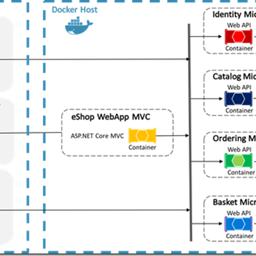 Docker Host
Identity Mic
Web API
Container
Catalog Mic
Web API
Container
eShop WebApp MVC
ASP.NET Core MVC
Container
Ordering M
Web API
Container
Basket Micr
Web API
Container